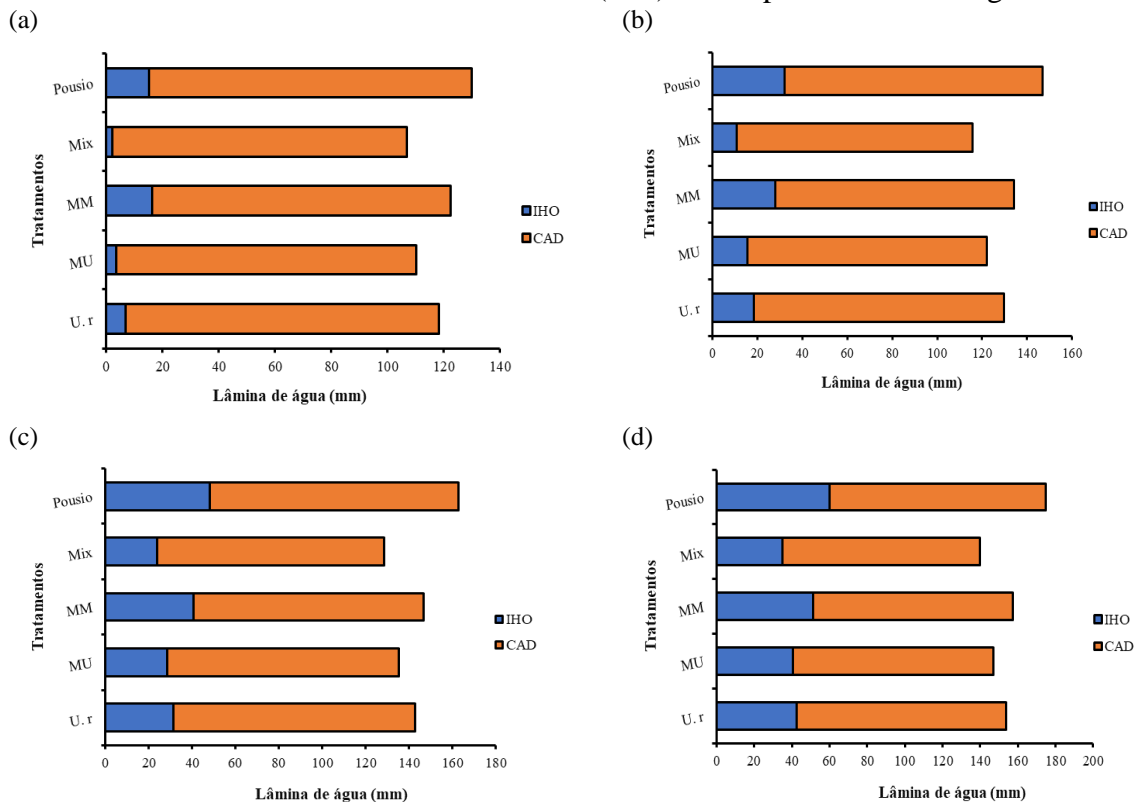 (a)
Pousio
Mix
MM
MU
U. r
Tratamentos
0 20 40 60 80 100 120 140
Lâmina de água (mm)
IHO
CAD
(b)
Pousio
Mix
MM
MU
U. r
Tratamentos
0 20 40 60 80 100 120 140 160
Lâmina de água (mm)
IHO
CAD
(c)
Pousio
Mix
MM
MU
U. r
Tratamentos
0 20 40 60 80 100 120 140 160 180
Lâmina de água (mm)
IHO
CAD
(d)
Pousio
Mix
MM
MU
U. r
Tratamentos
0 20 40 60 80 100 120 140 160 180 200
Lâmina de água (mm)
IHO
CAD